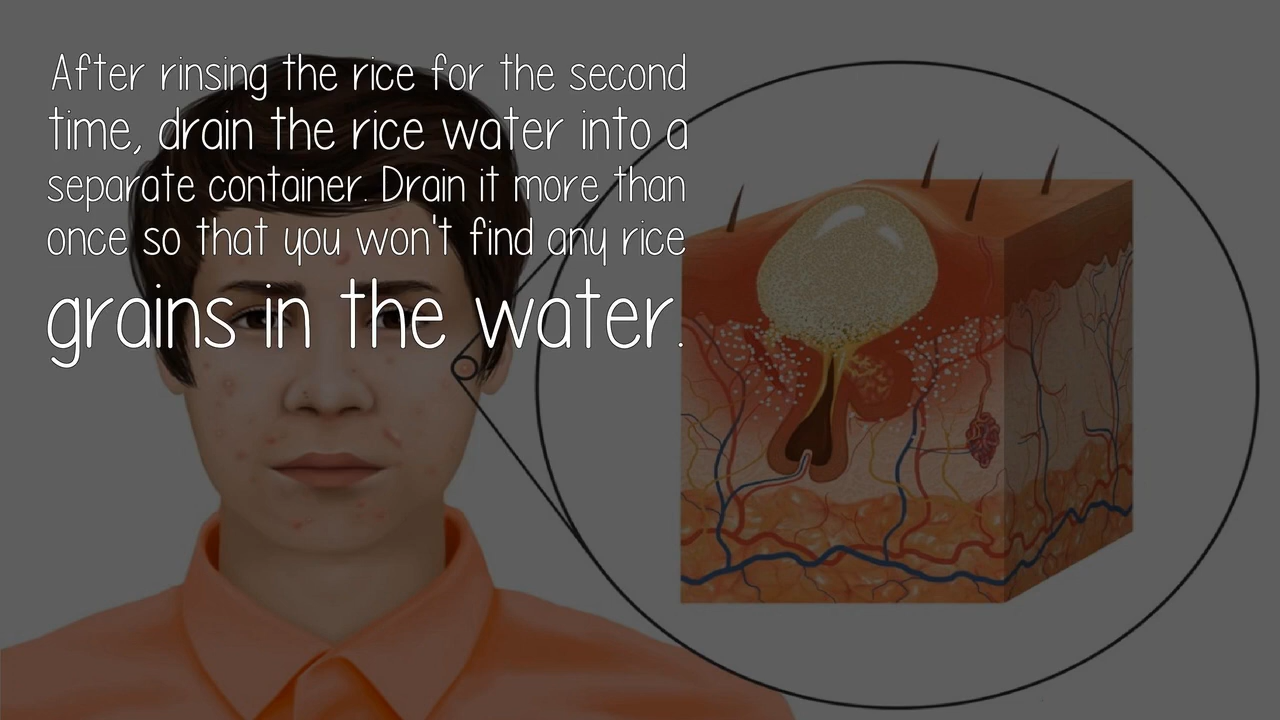 After rinsing the rice for the second
time, drain the rice water into a
separate container. Drain it more than
once so that you won't find any rice
grains in the water.